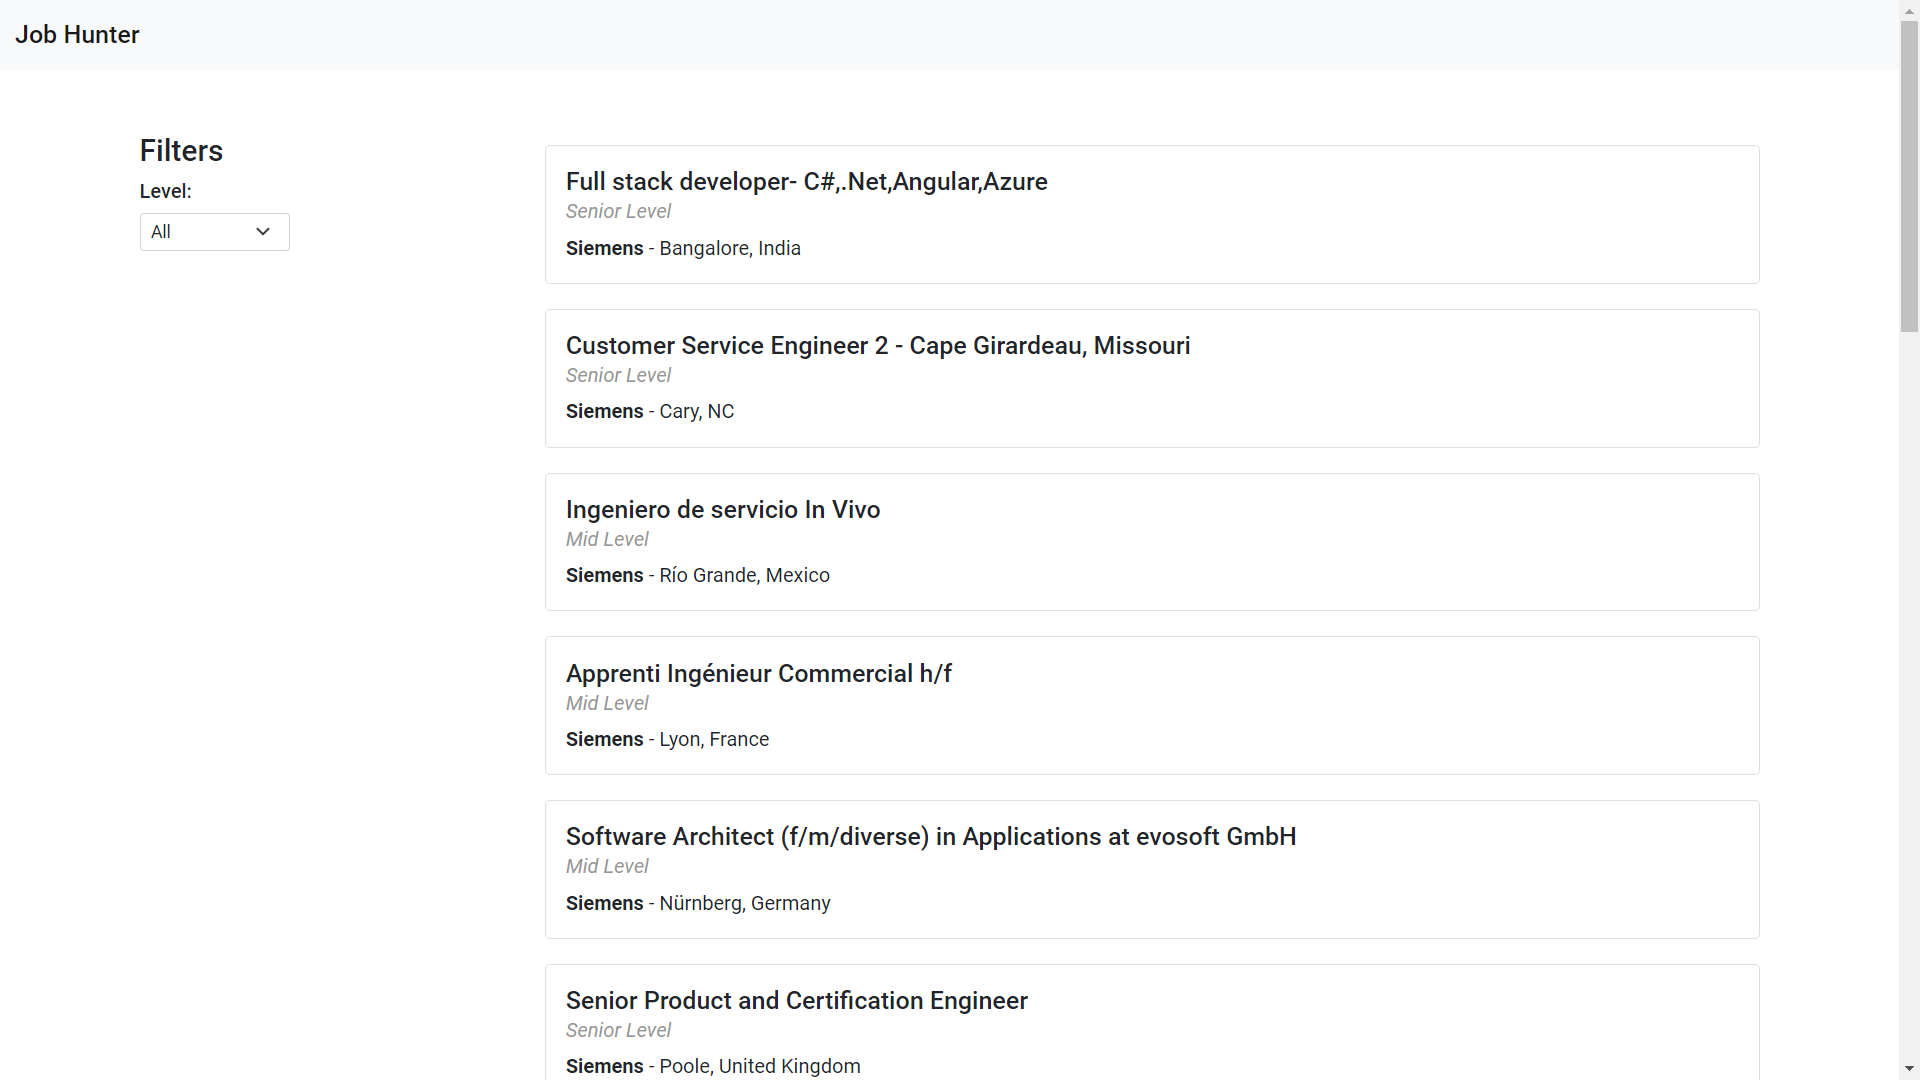 Job Hunter
Filters
Level:
All
Full stack developer- C#,.Net,Angular,Azure
Senior Level
Siemens - Bangalore, India
Customer Service Engineer 2 - Cape Girardeau, Missouri
Senior Level
Siemens - Cary, NC
Ingeniero de servicio In Vivo
Mid Level
Siemens - Río Grande, Mexico
Apprenti Ingénieur Commercial h/f
Mid Level
Siemens - Lyon, France
Software Architect (f/m/diverse) in Applications at evosoft GmbH
Mid Level
Siemens - Nürnberg, Germany
Senior Product and Certification Engineer
Senior Level
Siemens - Poole, United Kingdom